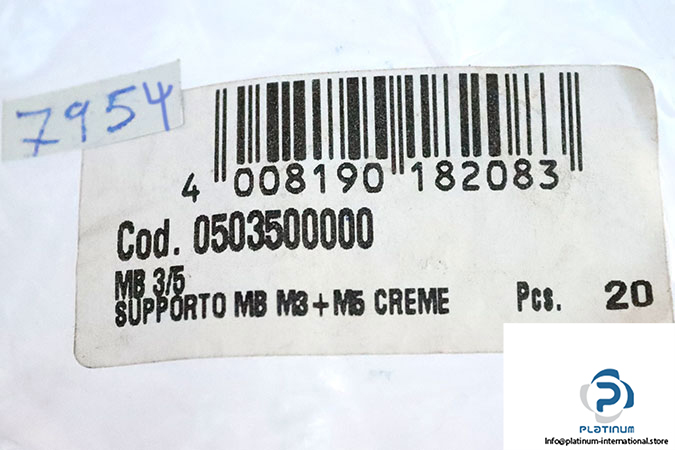 7954
4 008190 182083
Cod. 0503500000
MB 3/5
SUPPORTO MB M3+M5 CREME Pcs. 20
PLATINUM
info@platinum-international.store